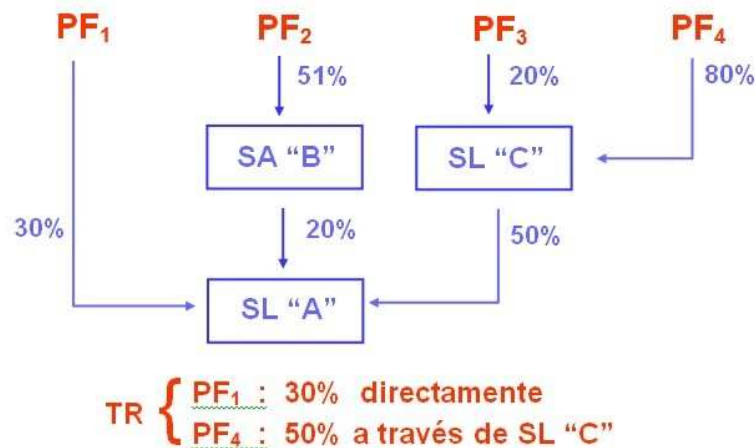 PF₁ PF₂ PF₃ PF₄
51% 20% 80%
SA “B” SL “C”
30% 20% 50%
SL “A”
TR { PF₁ : 30% directamente
PF₄ : 50% a través de SL “C”